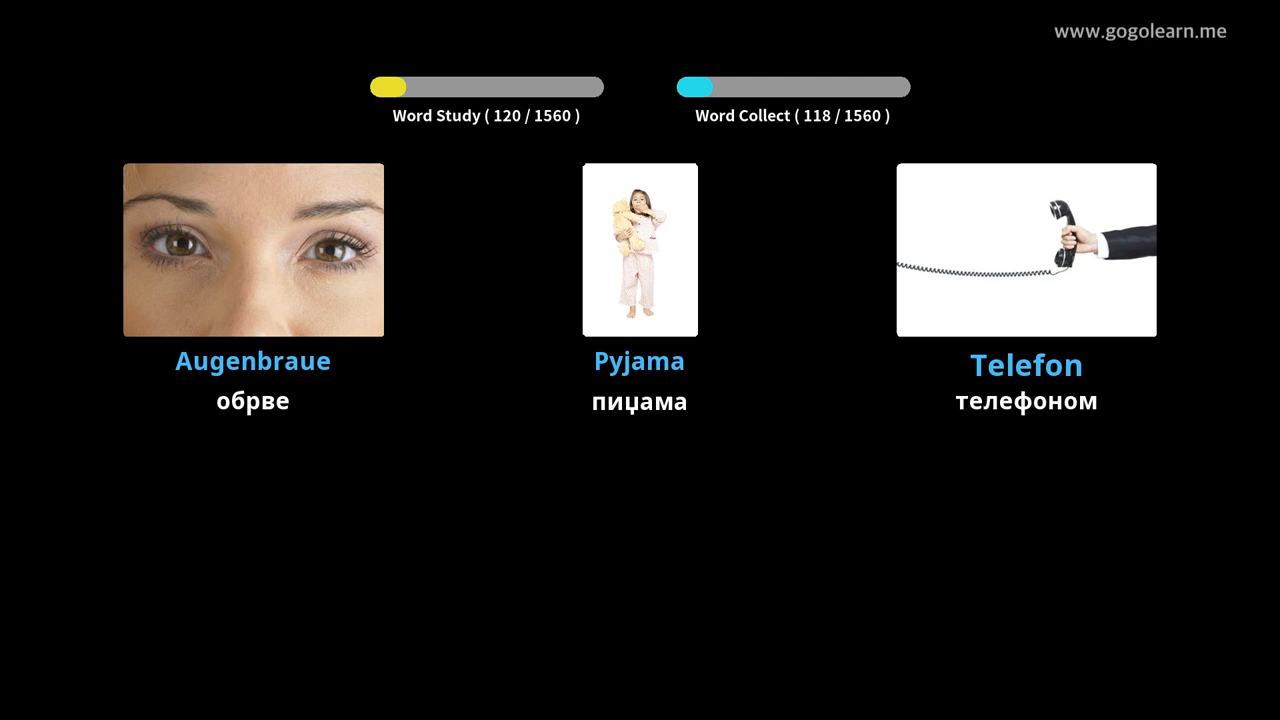 www.gogolearn.me
Word Study ( 120 / 1560 )
Word Collect ( 118 / 1560 )
Augenbraue
Pyjama
Telefon
обрве
пиџама
телефоном